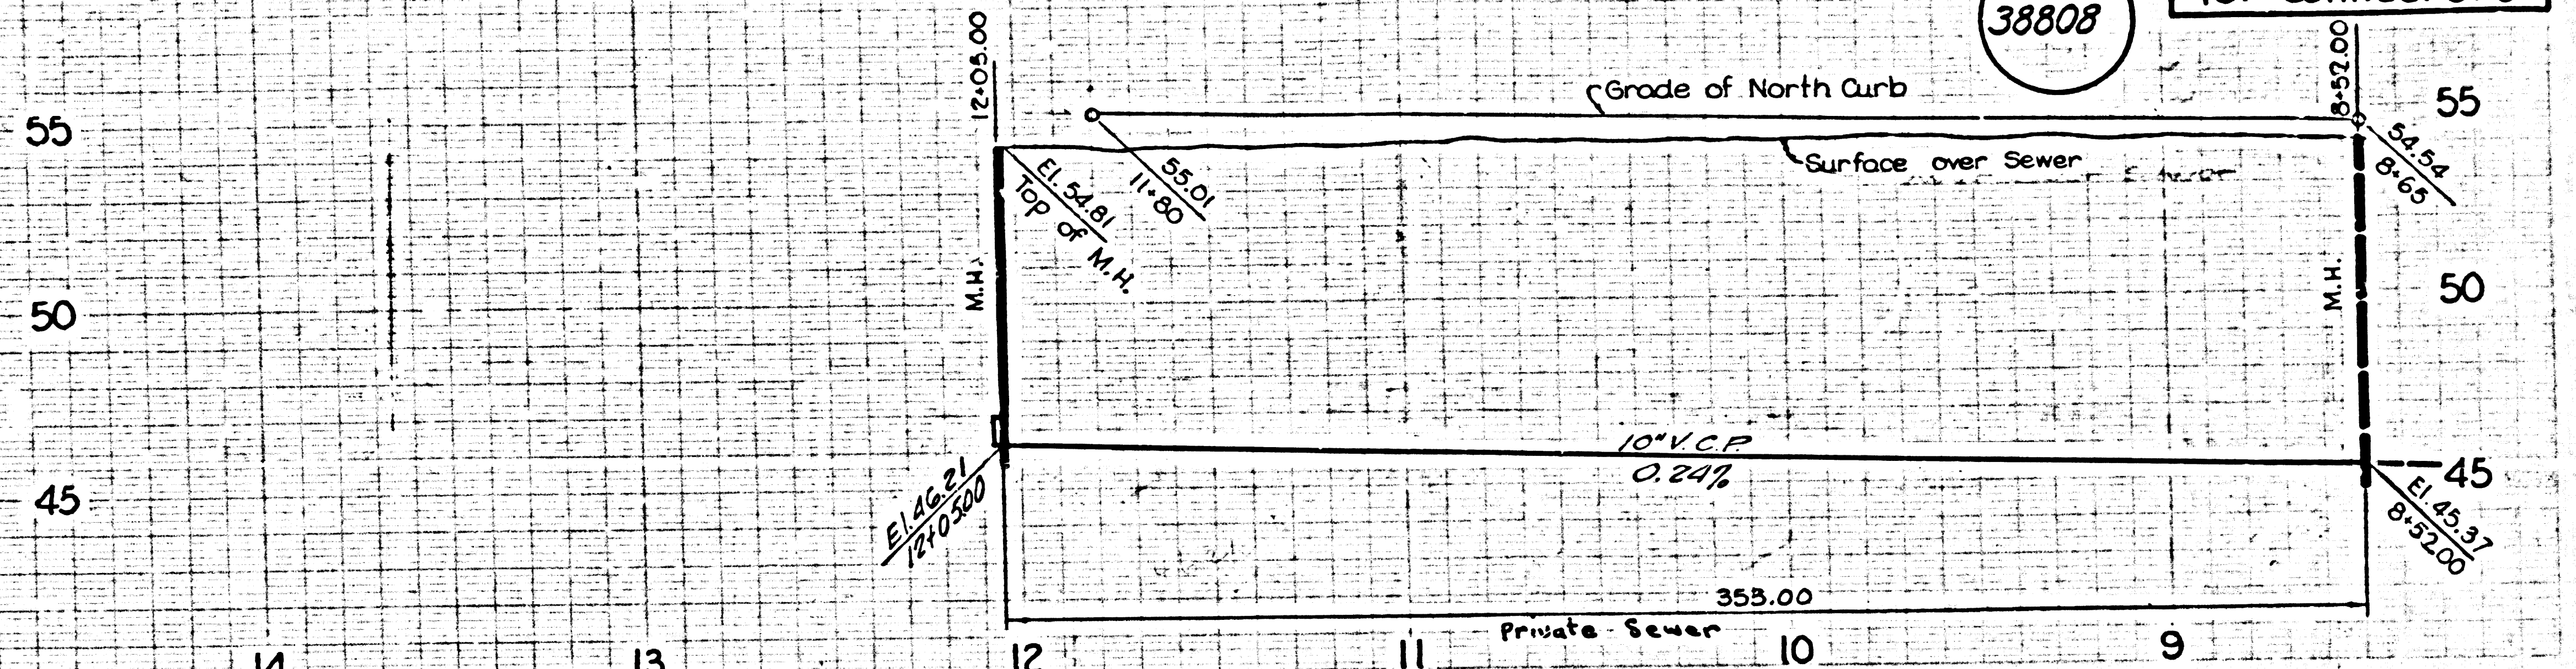 38808
12+05.00
8+52.00
Grade of North Curb
55
55
54.54
8+65
Surface over Sewer
55.01
11+80
El. 54.81
Top of M.H.
M.H.
M.H.
50
50
10" V.C.P.
0.24%
45
45
El. 46.21
12+05.00
El. 45.37
8+52.00
353.00
Private Sewer
14
13
12
11
10
9